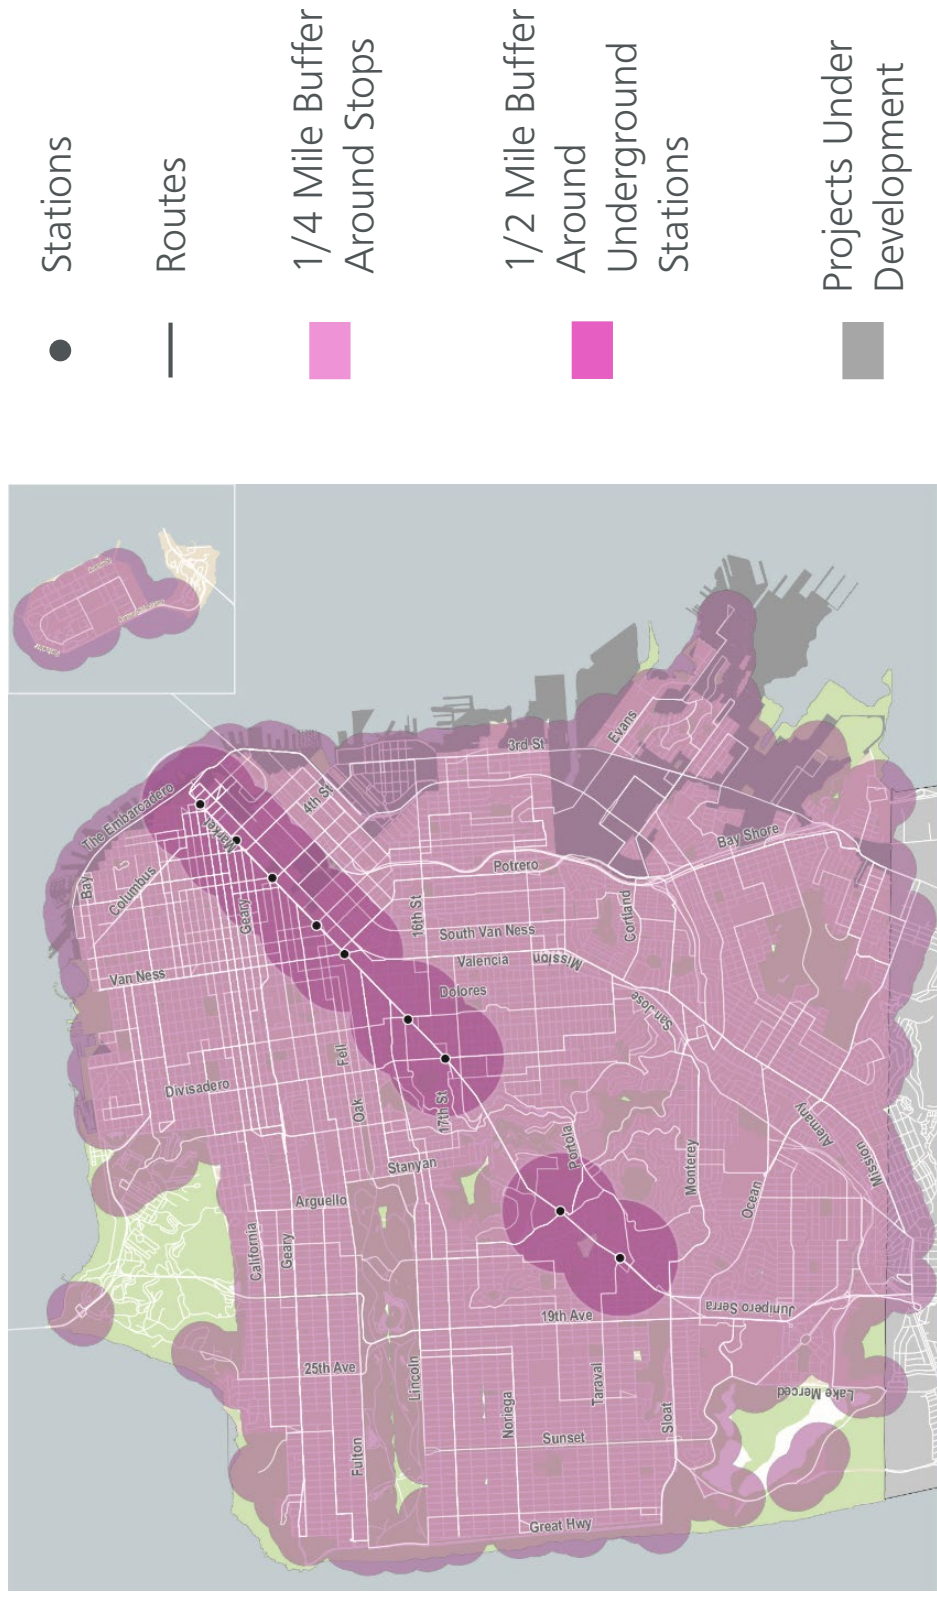 Stations
Routes
1/4 Mile Buffer
Around Stops
1/2 Mile Buffer
Around
Underground
Stations
Projects Under
Development
The Embarcadero
Bay
Columbus
Market
4th St
Geary
Van Ness
3rd St
Evans
Potrero
Bay Shore
16th St
South Van Ness
Cortland
Valencia
Mission
Dolores
San Jose
Divisadero
Fell
Oak
17th St
Stanyan
Portola
Monterey
Alemany
Mission
Ocean
Arguello
California
Geary
19th Ave
Junipero Serra
25th Ave
Lincoln
Noriega
Taraval
Lake Merced
Fulton
Sunset
Sloat
Great Hwy